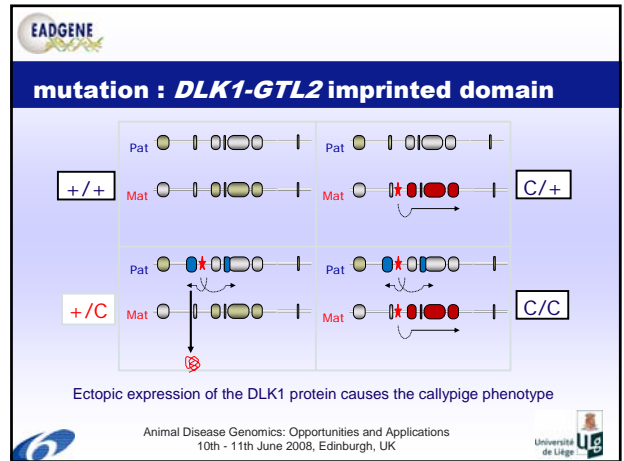 EADGENE
mutation : DLK1-GTL2 imprinted domain
Pat
Pat
+/+
Mat
Mat
C/+
Pat
Pat
+/C
Mat
Mat
C/C
Ectopic expression of the DLK1 protein causes the callypige phenotype
Animal Disease Genomics: Opportunities and Applications
10th - 11th June 2008, Edinburgh, UK
6
Université
de Liège